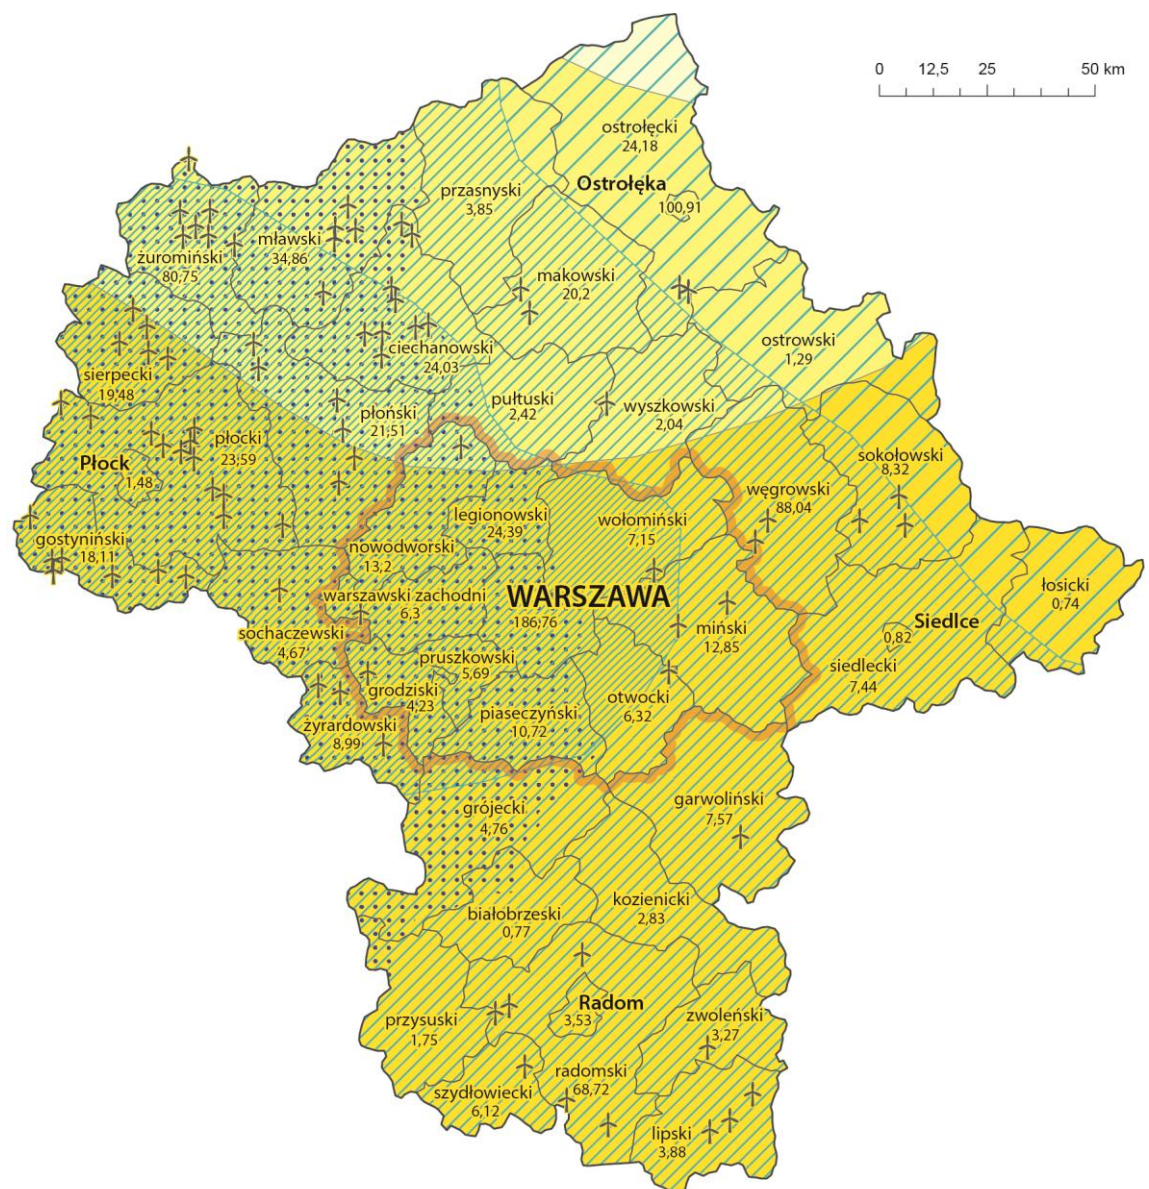 0 12,5 25 50 km
ostrołęcki
24,18
Ostrołęka
100,91
przasnyski
3,85
mławski
34,86
żuromiński
80,75
makowski
20,2
ostrowski
1,29
ciechanowski
24,03
sierpecki
19,48
pułtuski
2,42
wyszkowski
2,04
płoński
21,51
płocki
23,59
Płock
1,48
sokołowski
8,32
węgrowski
88,04
legionowski
24,39
wołomiński
7,15
gostyniński
18,11
nowodworski
13,2
warszawski zachodni
6,3
WARSZAWA
186,76
łosicki
0,74
Siedlce
0,82
sochaczewski
4,67
miński
12,85
pruszkowski
5,69
siedlecki
7,44
grodziski
4,23
otwocki
6,32
piaseczyński
10,72
żyrardowski
8,99
garwoliński
7,57
grójecki
4,76
kozienicki
2,83
białobrzeski
0,77
Radom
3,53
zwoleński
3,27
przysuski
1,75
radomski
68,72
szydłowiecki
6,12
lipski
3,88